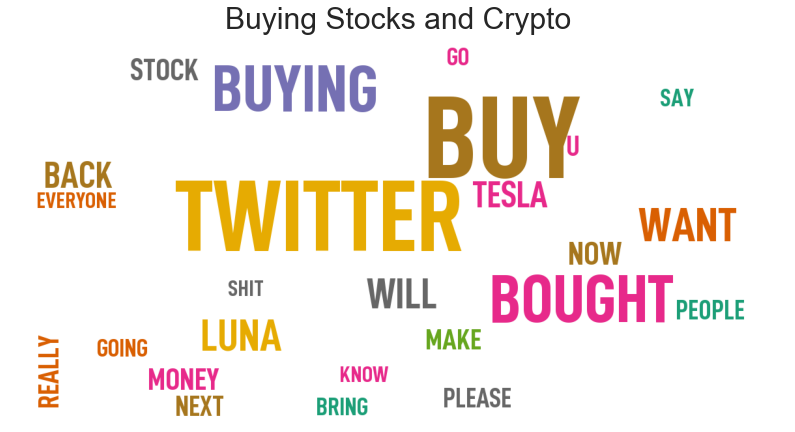 Buying Stocks and Crypto
GO
STOCK
BUYING
SAY
BUY
U
BACK
EVERYONE
TESLA
TWITTER
WANT
NOW
SHIT
WILL
BOUGHT
PEOPLE
LUNA
MAKE
GOING
REALLY
MONEY
KNOW
NEXT
BRING
PLEASE